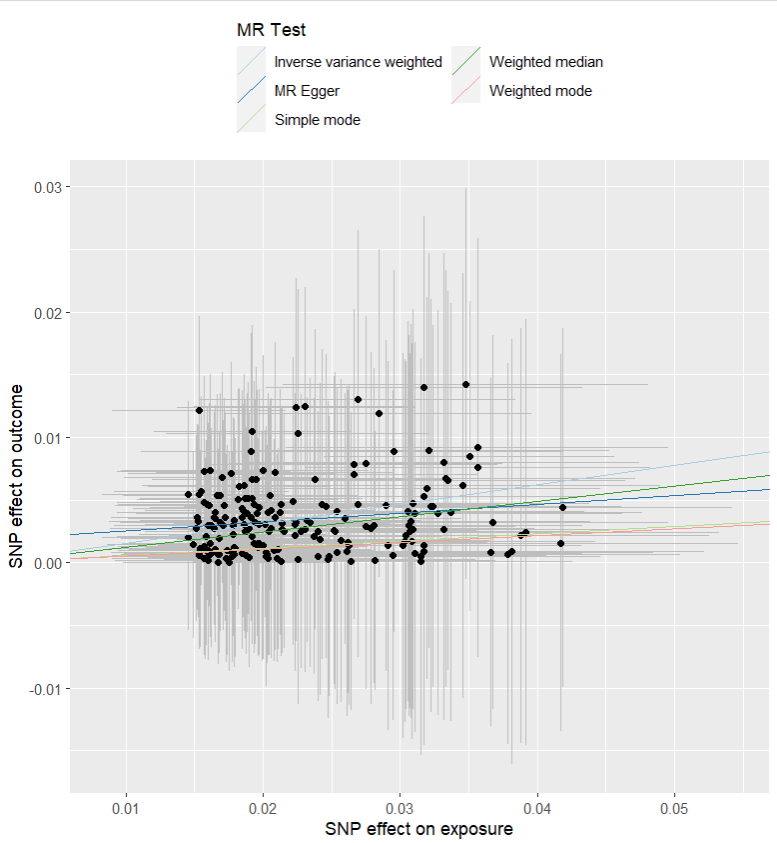 MR Test
Inverse variance weighted
Weighted median
MR Egger
Weighted mode
Simple mode
SNP effect on outcome
0.03
0.02
0.01
0.00
-0.01
0.01
0.02
0.03
0.04
0.05
SNP effect on exposure